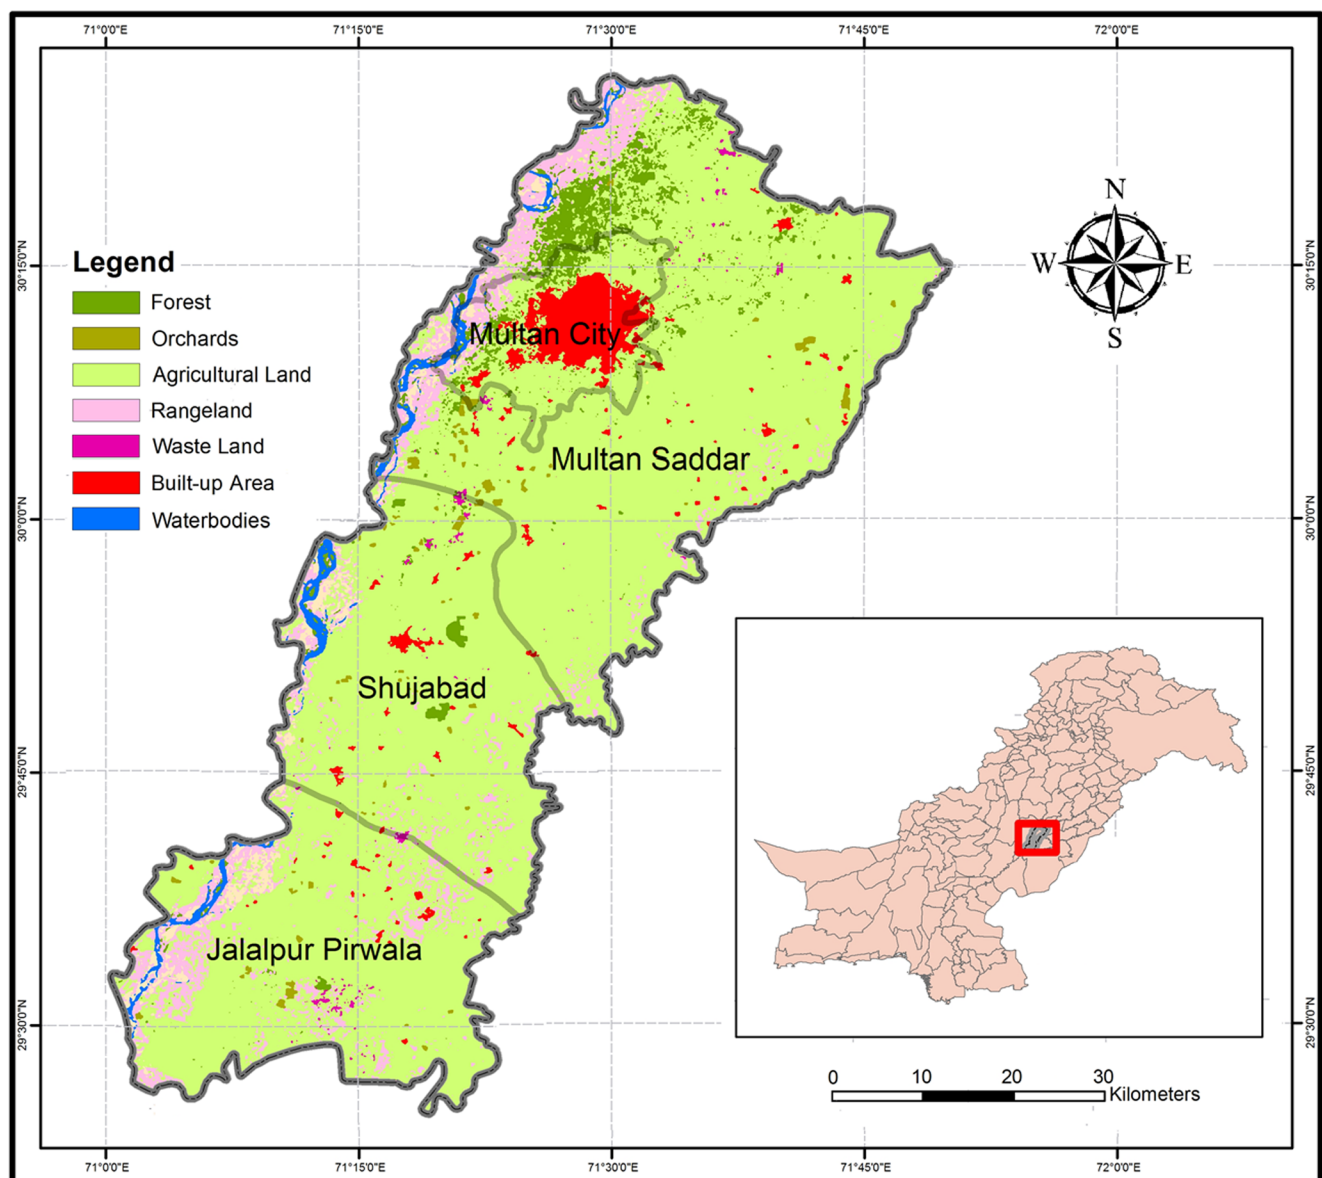 71°0'0"E 71°15'0"E 71°30'0"E 71°45'0"E 72°0'0"E
N
W E
S
30°15'0"N 30°15'0"N
Legend
Forest
Orchards
Agricultural Land
Rangeland
Waste Land
Built-up Area
Waterbodies
Multan City
Multan Saddar
30°0'0"N 30°0'0"N
Shujabad
29°45'0"N 29°45'0"N
Jalalpur Pirwala
29°30'0"N 29°30'0"N
0 10 20 30
Kilometers
71°0'0"E 71°15'0"E 71°30'0"E 71°45'0"E 72°0'0"E